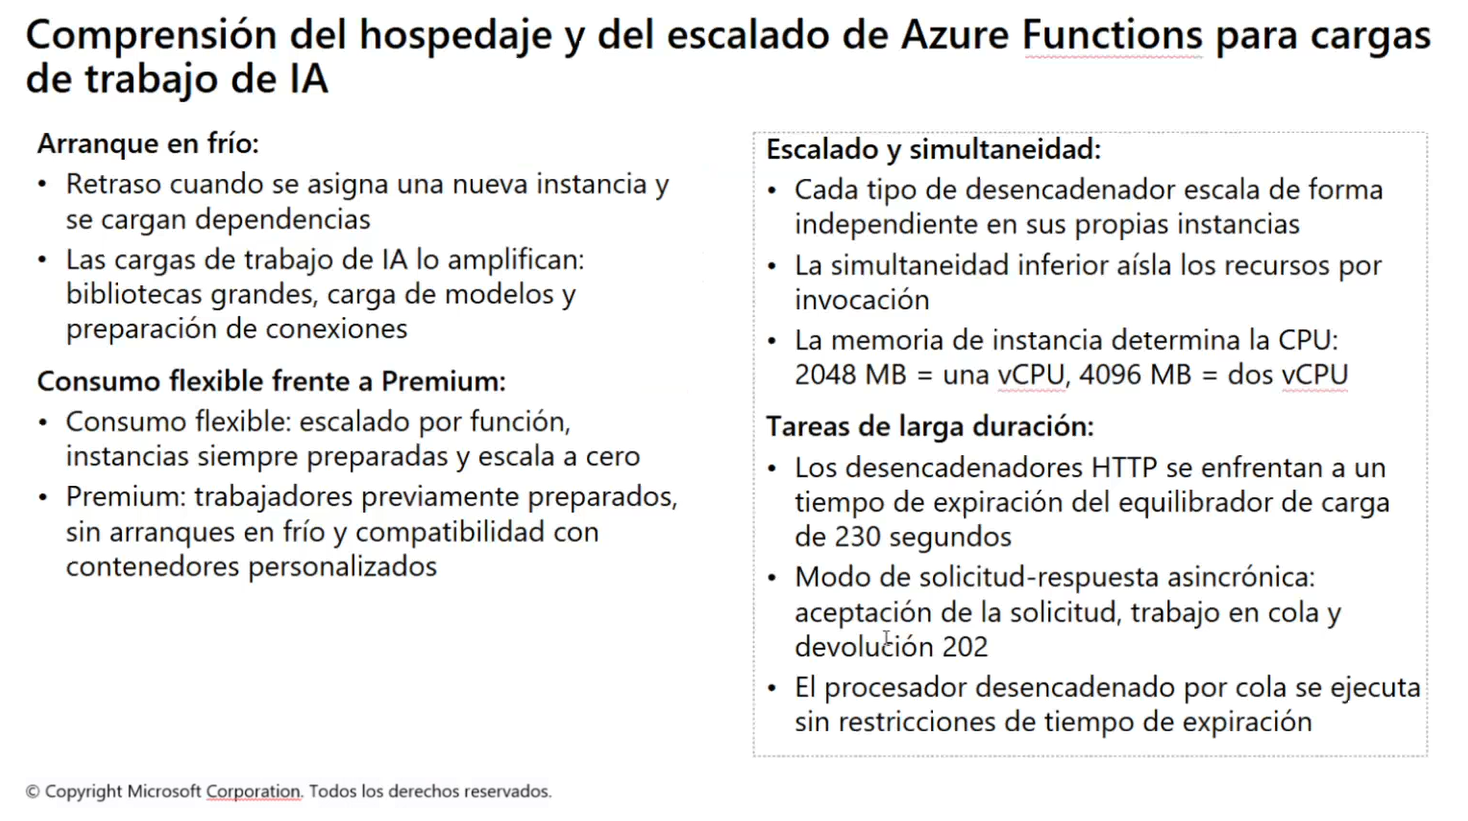 Comprensión del hospedaje y del escalado de Azure Functions para cargas
de trabajo de IA
Arranque en frío:
• Retraso cuando se asigna una nueva instancia y
se cargan dependencias
• Las cargas de trabajo de IA lo amplifican:
bibliotecas grandes, carga de modelos y
preparación de conexiones
Consumo flexible frente a Premium:
• Consumo flexible: escalado por función,
instancias siempre preparadas y escala a cero
• Premium: trabajadores previamente preparados,
sin arranques en frío y compatibilidad con
contenedores personalizados
Escalado y simultaneidad:
• Cada tipo de desencadenador escala de forma
independiente en sus propias instancias
• La simultaneidad inferior aísla los recursos por
invocación
• La memoria de instancia determina la CPU:
2048 MB = una vCPU, 4096 MB = dos vCPU
Tareas de larga duración:
• Los desencadenadores HTTP se enfrentan a un
tiempo de expiración del equilibrador de carga
de 230 segundos
• Modo de solicitud-respuesta asincrónica:
aceptación de la solicitud, trabajo en cola y
devolución 202
• El procesador desencadenado por cola se ejecuta
sin restricciones de tiempo de expiración
© Copyright Microsoft Corporation. Todos los derechos reservados.